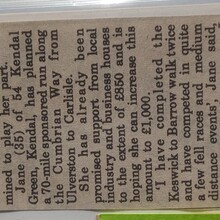 mined to play her part.
Jane (35) of 54 Kendal
Green, Kendal, has planned
a 70-mile sponsored run along
the Cumbria Way from
Ulverston to Carlisle.
She has already been
promised support from local
industry and business houses
to the extent of £850 and is
hoping she can increase this
amount to £1,000.
'I have completed the
Keswick to Barrow walk twice
and have competed in quite a
few fell races and medium
distance events', Jane said,